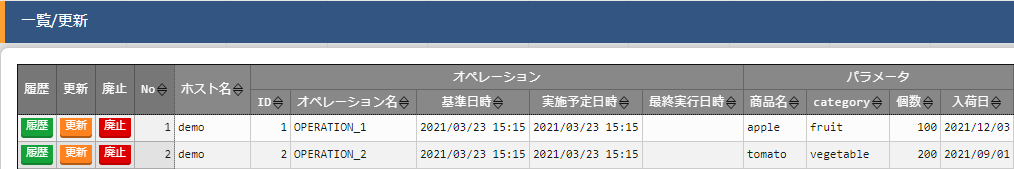 一覧/更新
オペレーション パラメータ
履歴 更新 廃止 No ホスト名
ID オペレーション名 基準日時 実施予定日時 最終実行日時 商品名 category 個数 入荷日
履歴 更新 廃止 1 demo 1 OPERATION_1 2021/03/23 15:15 2021/03/23 15:15 apple fruit 100 2021/12/03
履歴 更新 廃止 2 demo 2 OPERATION_2 2021/03/23 15:15 2021/03/23 15:15 tomato vegetable 200 2021/09/01